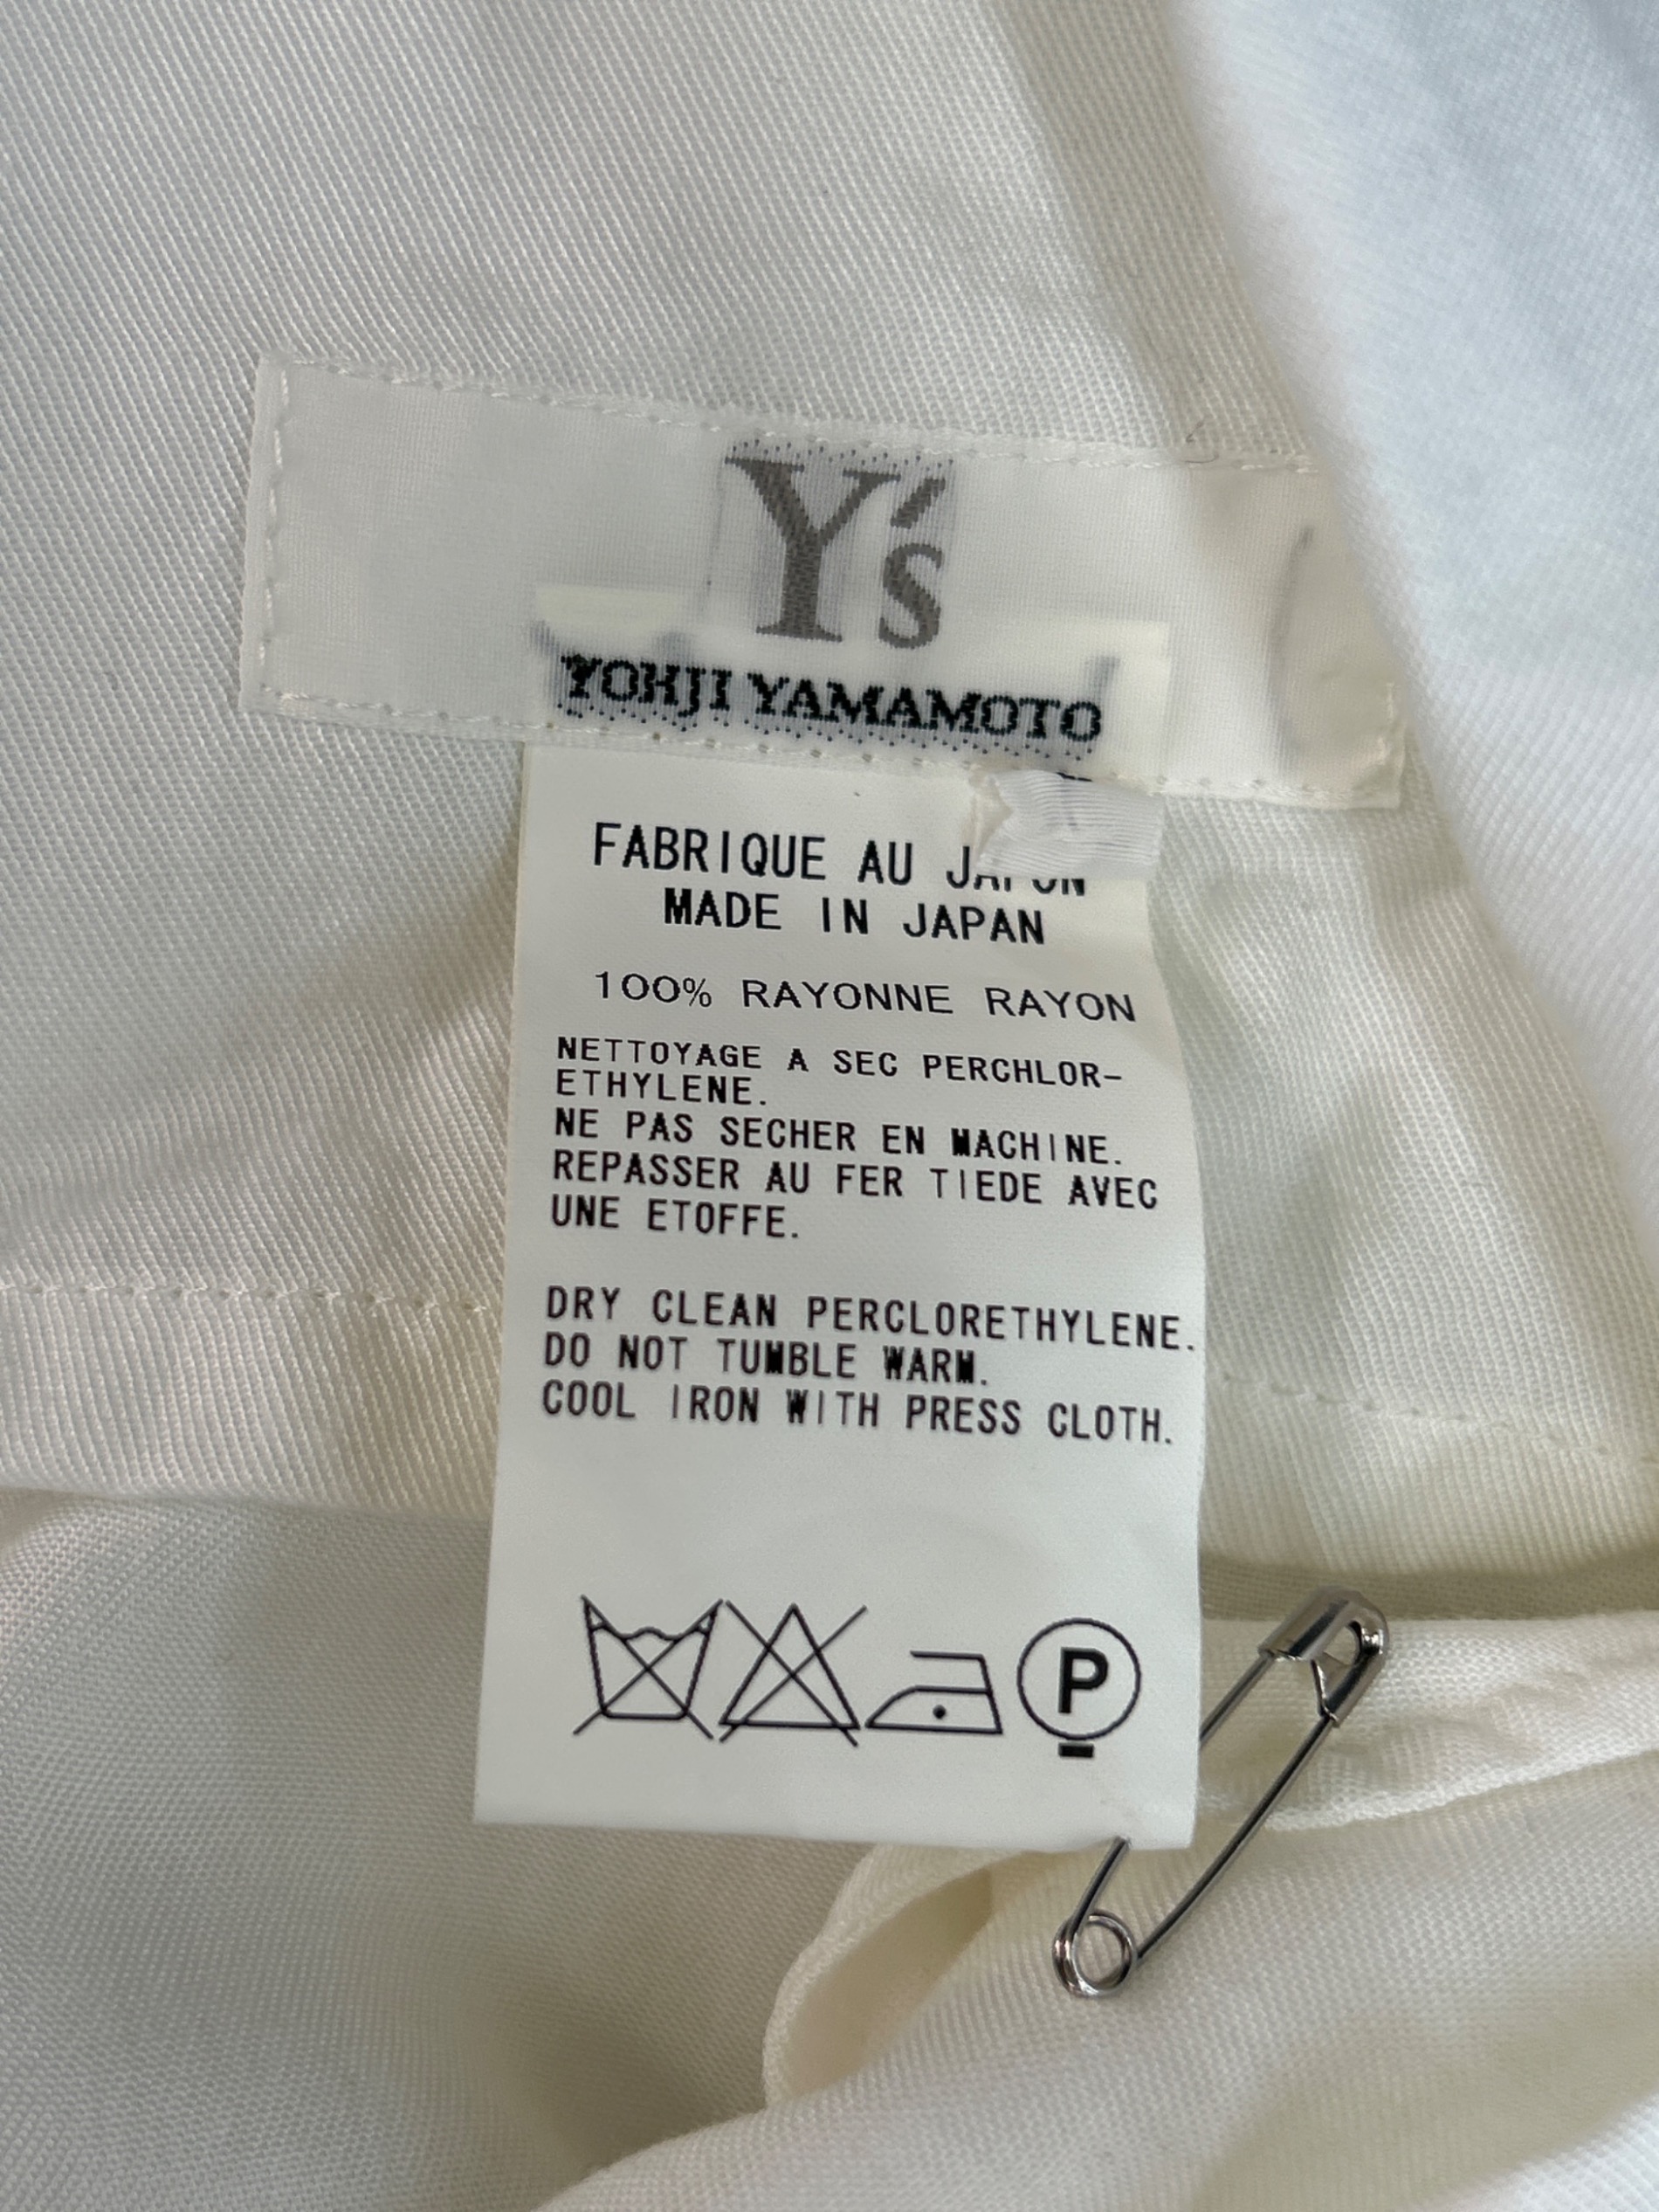 Y's
YOHJI YAMAMOTO
FABRIQUE AU JAPON
MADE IN JAPAN
100% RAYONNE RAYON
NETTOYAGE A SEC PERCHLOR-
ETHYLENE.
NE PAS SECHER EN MACHINE.
REPASSER AU FER TIEDE AVEC
UNE ETOFFE.
DRY CLEAN PERCLORETHYLENE.
DO NOT TUMBLE WARM.
COOL IRON WITH PRESS CLOTH.
P